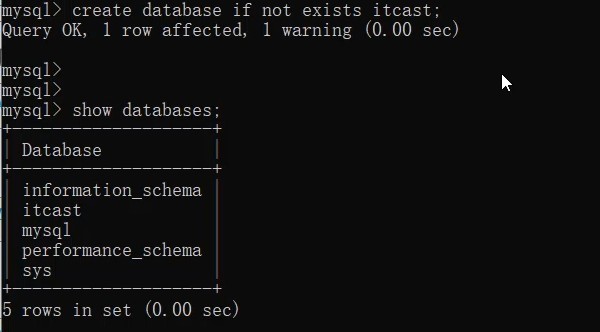 mysql> create database if not exists itcast;
Query OK, 1 row affected, 1 warning (0.00 sec)
mysql>
mysql>
mysql> show databases;
+--------------------+
| Database           |
+--------------------+
| information_schema |
| itcast             |
| mysql              |
| performance_schema |
| sys                |
+--------------------+
5 rows in set (0.00 sec)